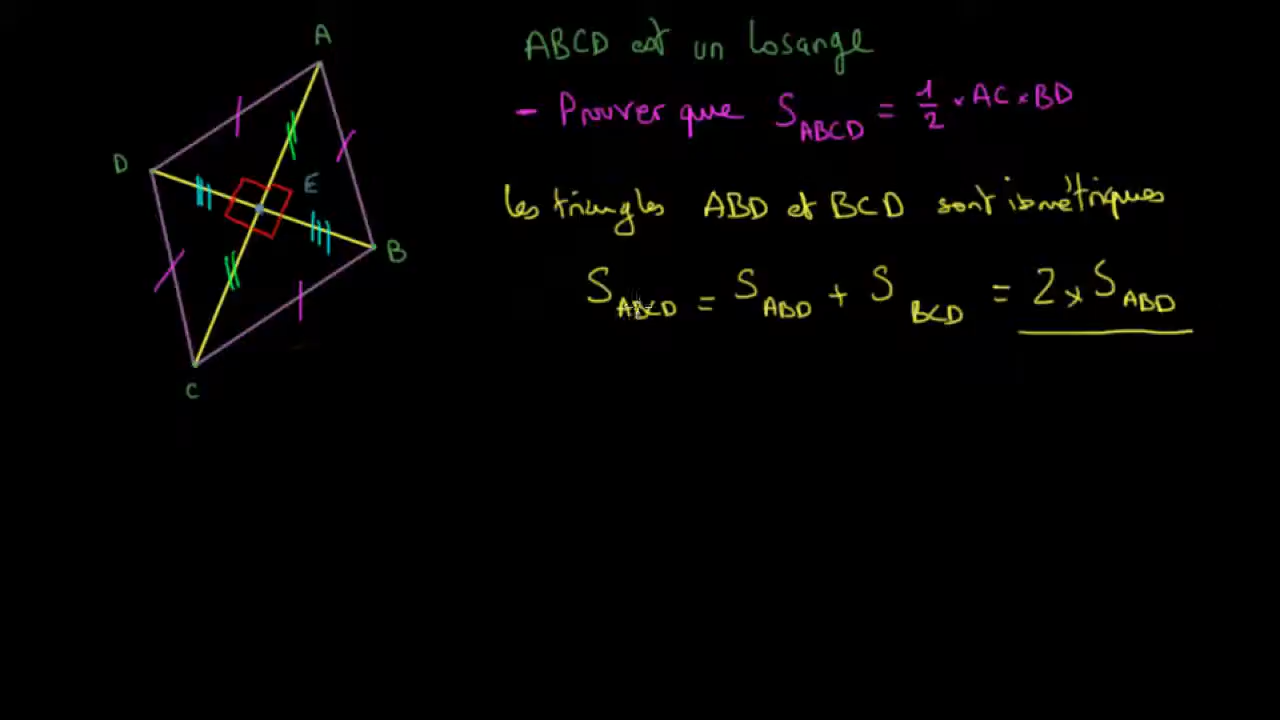 A
ABCD est un losange
- Prouver que S_ABCD = 1/2 × AC × BD
D
E
les triangles ABD et BCD sont isométriques
B
S_ABCD = S_ABD + S_BCD = 2 × S_ABD
C